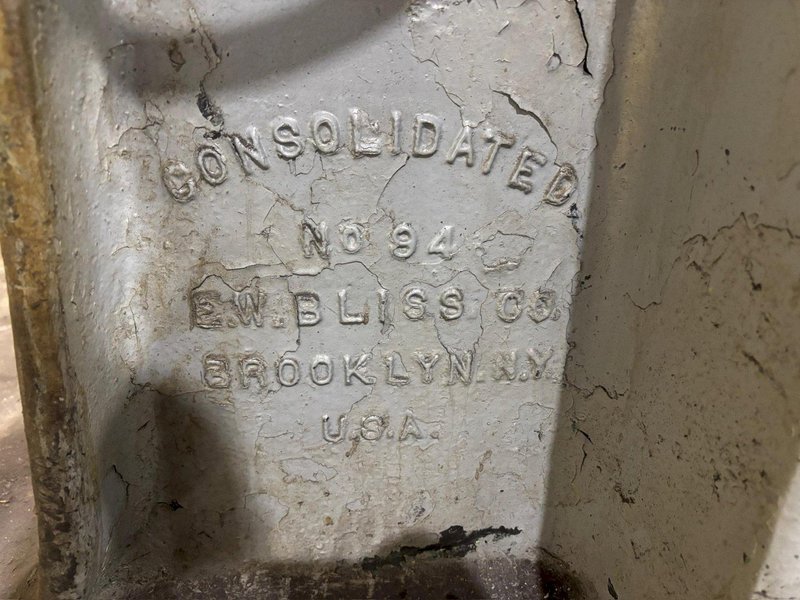 CONSOLIDATED
NO 94
E.W. BLISS CO.
BROOKLYN. N.Y.
U.S.A.